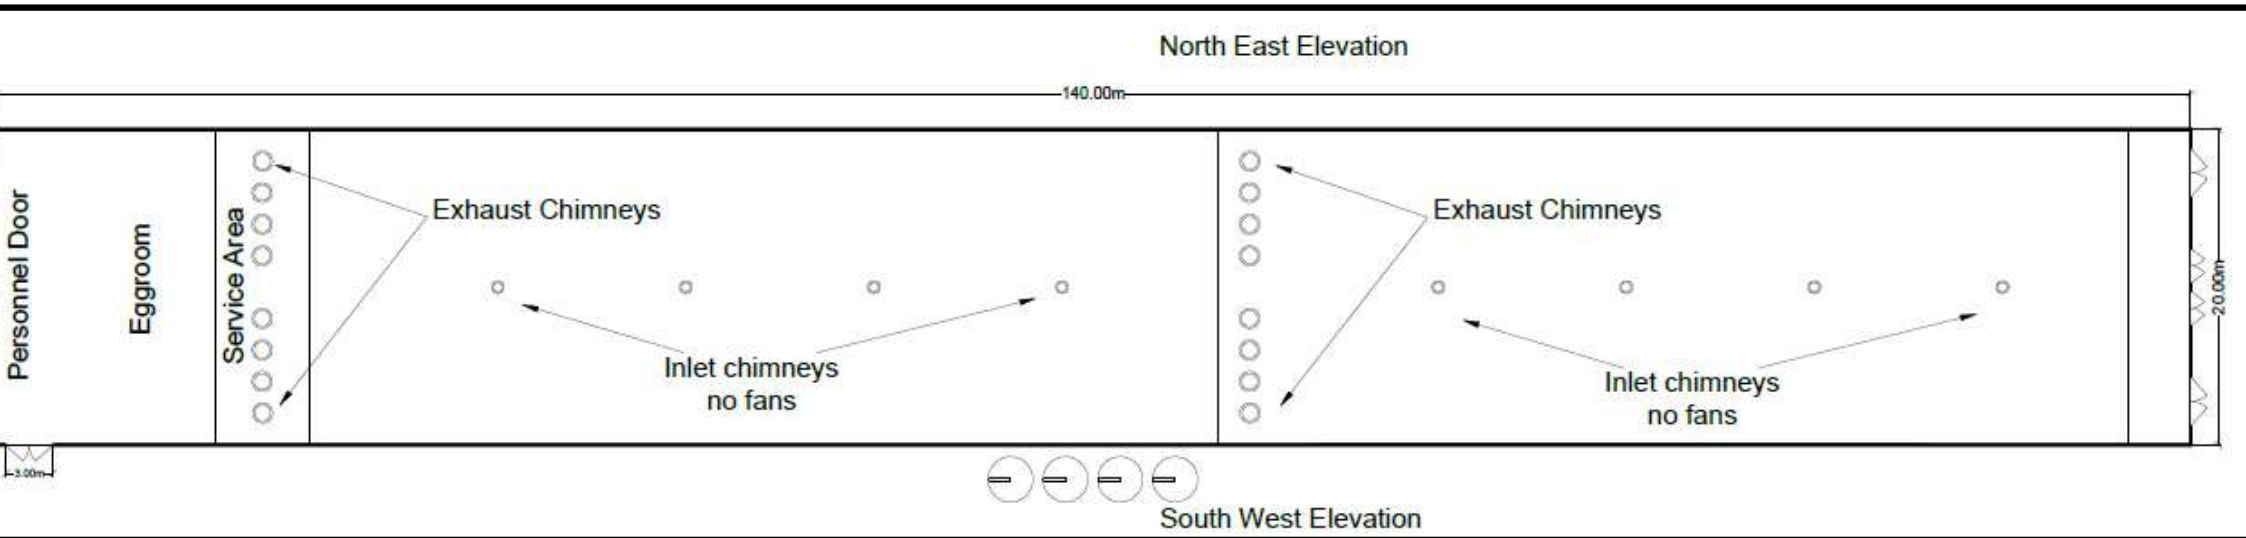 North East Elevation
140.00m
Personnel Door
Eggroom
Service Area
Exhaust Chimneys
Exhaust Chimneys
Inlet chimneys
no fans
Inlet chimneys
no fans
20.00m
3.00m
South West Elevation